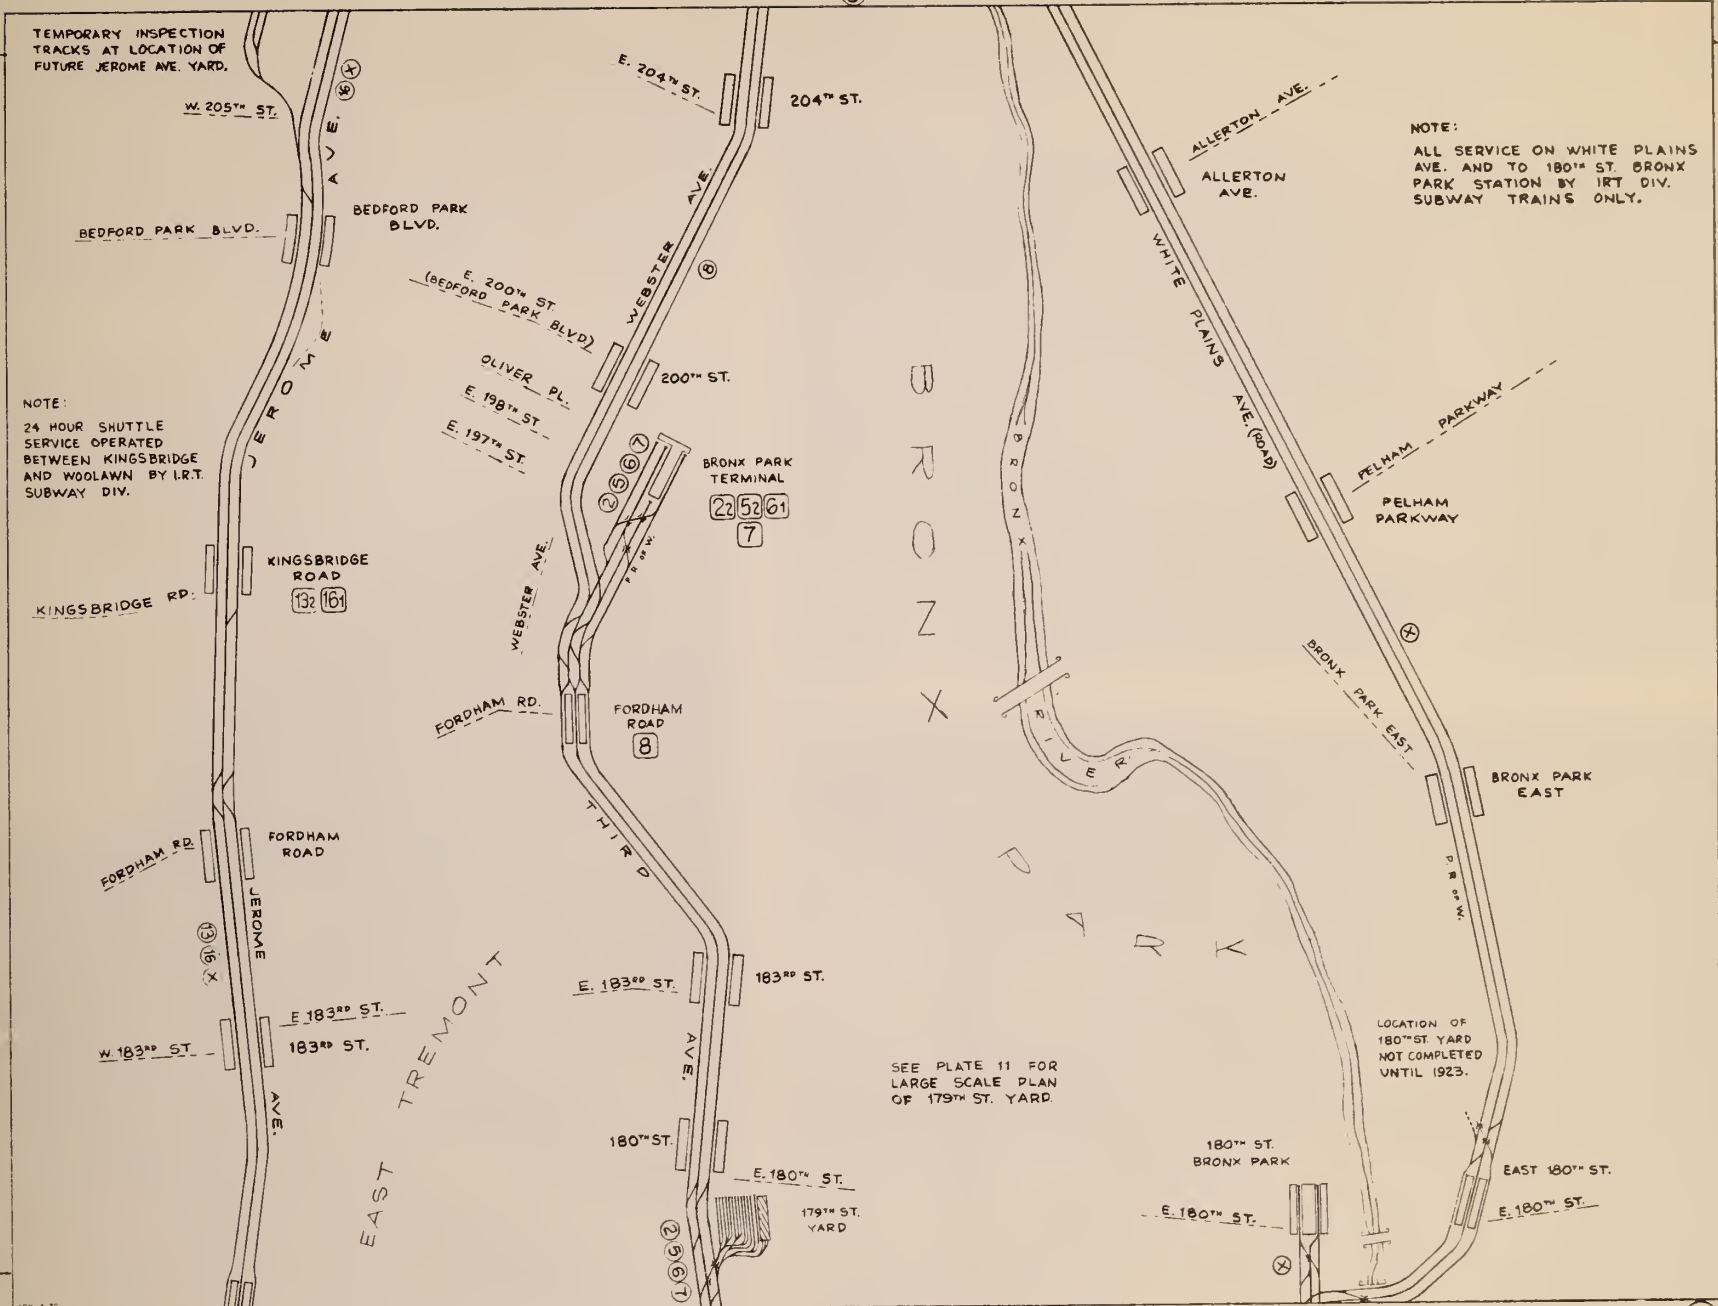 TEMPORARY INSPECTION
TRACKS AT LOCATION OF
FUTURE JEROME AVE. YARD.
W. 205TH ST.
JEROME AVE.
16 X
BEDFORD PARK BLVD.
BEDFORD PARK
BLVD.
NOTE:
24 HOUR SHUTTLE
SERVICE OPERATED
BETWEEN KINGSBRIDGE
AND WOOLAWN BY I.R.T.
SUBWAY DIV.
KINGSBRIDGE RD.
KINGSBRIDGE
ROAD
132 161
FORDHAM RD.
FORDHAM
ROAD
JEROME
AVE.
13 16 X
E 183RD ST.
183RD ST.
W. 183RD ST.
EAST TREMONT
E. 204TH ST.
204TH ST.
WEBSTER AVE.
8
E. 200TH ST.
(BEDFORD PARK BLVD)
OLIVER PL.
E. 198TH ST
E. 197TH ST.
200TH ST.
2 5 6 7
BRONX PARK
TERMINAL
22 52 61
7
P. R. OF W.
WEBSTER AVE.
FORDHAM RD.
FORDHAM
ROAD
8
THIRD
AVE.
E. 183RD ST.
183RD ST.
180TH ST.
E. 180TH ST.
179TH ST.
YARD
2 5 6 7
BRONX
PARK
BRONX
RIVER
SEE PLATE 11 FOR
LARGE SCALE PLAN
OF 179TH ST. YARD.
ALLERTON AVE.
ALLERTON
AVE.
NOTE:
ALL SERVICE ON WHITE PLAINS
AVE. AND TO 180TH ST. BRONX
PARK STATION BY IRT DIV.
SUBWAY TRAINS ONLY.
WHITE PLAINS AVE. (ROAD)
PELHAM PARKWAY
PELHAM
PARKWAY
X
BRONX PARK EAST
BRONX PARK
EAST
P. R. OF W.
LOCATION OF
180TH ST. YARD
NOT COMPLETED
UNTIL 1923.
180TH ST.
BRONX PARK
E. 180TH ST.
X
EAST 180TH ST.
E. 180TH ST.